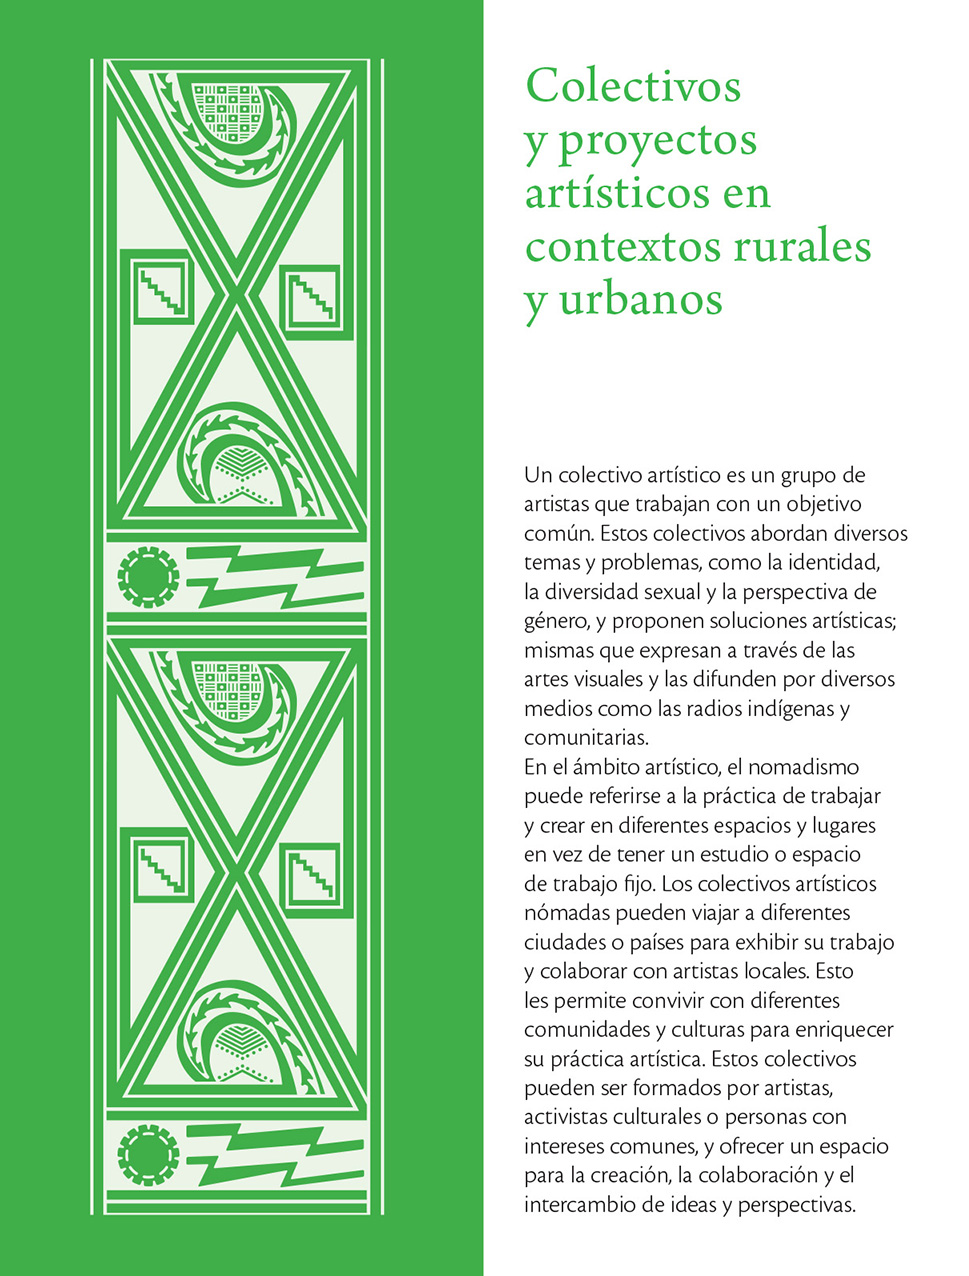 Colectivos
y proyectos
artísticos en
contextos rurales
y urbanos
Un colectivo artístico es un grupo de
artistas que trabajan con un objetivo
común. Estos colectivos abordan diversos
temas y problemas, como la identidad,
la diversidad sexual y la perspectiva de
género, y proponen soluciones artísticas;
mismas que expresan a través de las
artes visuales y las difunden por diversos
medios como las radios indígenas y
comunitarias.
En el ámbito artístico, el nomadismo
puede referirse a la práctica de trabajar
y crear en diferentes espacios y lugares
en vez de tener un estudio o espacio
de trabajo fijo. Los colectivos artísticos
nómadas pueden viajar a diferentes
ciudades o países para exhibir su trabajo
y colaborar con artistas locales. Esto
les permite convivir con diferentes
comunidades y culturas para enriquecer
su práctica artística. Estos colectivos
pueden ser formados por artistas,
activistas culturales o personas con
intereses comunes, y ofrecer un espacio
para la creación, la colaboración y el
intercambio de ideas y perspectivas.